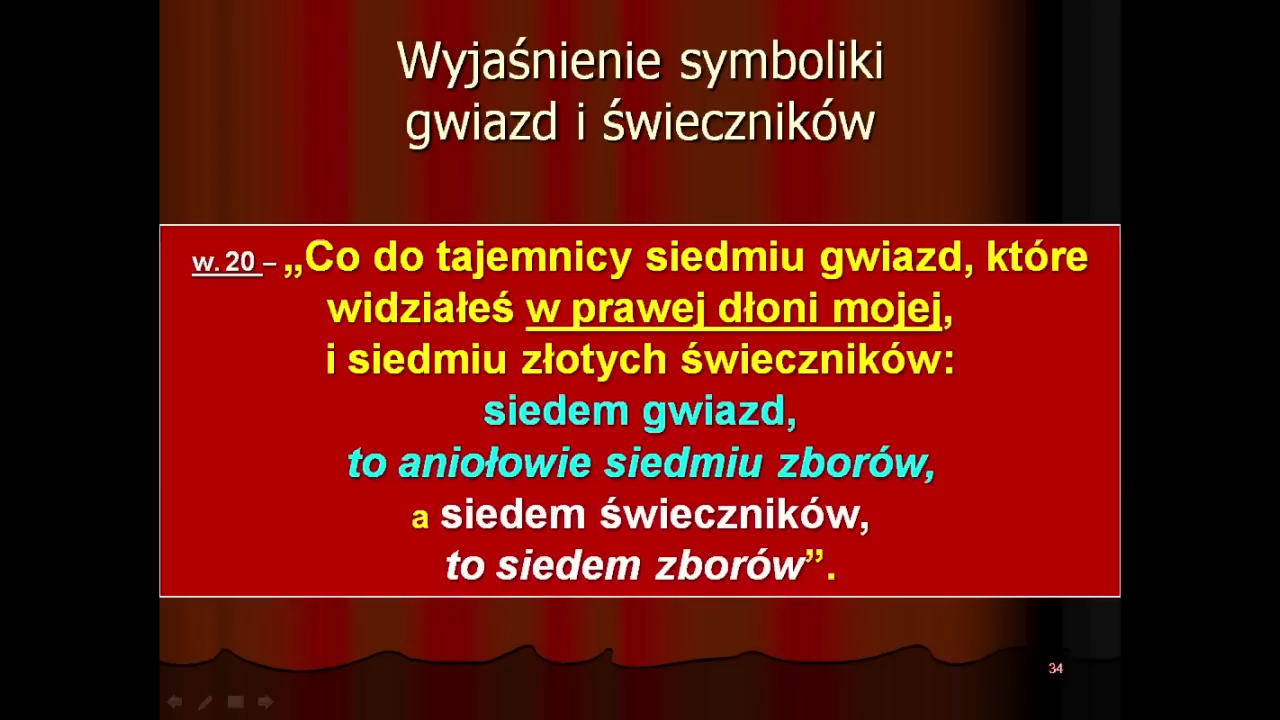 Wyjaśnienie symboliki
gwiazd i świeczników
w. 20 – „Co do tajemnicy siedmiu gwiazd, które
widziałeś w prawej dłoni mojej,
i siedmiu złotych świeczników:
siedem gwiazd,
to aniołowie siedmiu zborów,
a siedem świeczników,
to siedem zborów”.
34